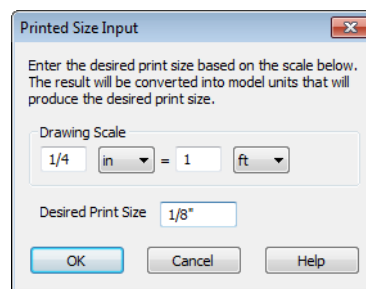 Printed Size Input
Enter the desired print size based on the scale below.
The result will be converted into model units that will
produce the desired print size.
Drawing Scale
1/4 in = 1 ft
Desired Print Size 1/8"
OK Cancel Help